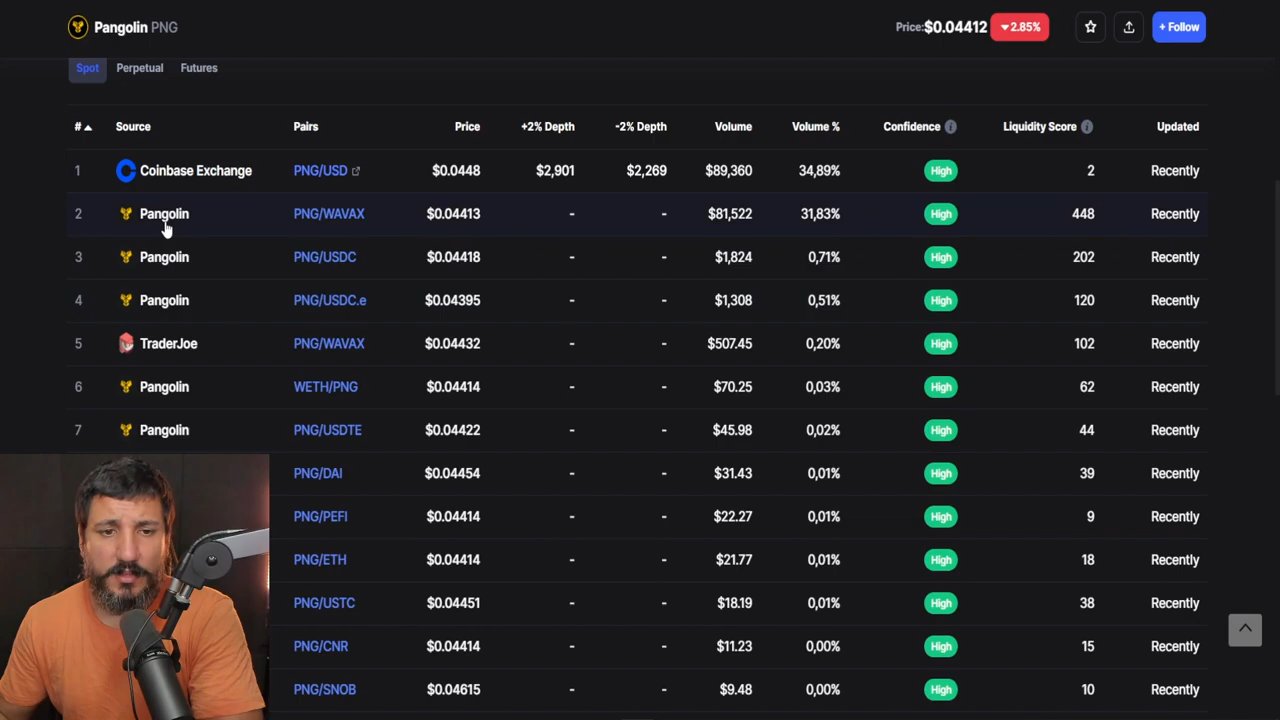 Pangolin PNG Price: $0.04412 2.85% + Follow
Spot Perpetual Futures
# Source Pairs Price +2% Depth -2% Depth Volume Volume % Confidence Liquidity Score Updated
1 Coinbase Exchange PNG/USD $0.0448 $2,901 $2,269 $89,360 34,89% High 2 Recently
2 Pangolin PNG/WAVAX $0.04413 - - $81,522 31,83% High 448 Recently
3 Pangolin PNG/USDC $0.04418 - - $1,824 0,71% High 202 Recently
4 Pangolin PNG/USDC.e $0.04395 - - $1,308 0,51% High 120 Recently
5 TraderJoe PNG/WAVAX $0.04432 - - $507.45 0,20% High 102 Recently
6 Pangolin WETH/PNG $0.04414 - - $70.25 0,03% High 62 Recently
7 Pangolin PNG/USDTE $0.04422 - - $45.98 0,02% High 44 Recently
PNG/DAI $0.04454 - - $31.43 0,01% High 39 Recently
PNG/PEFI $0.04414 - - $22.27 0,01% High 9 Recently
PNG/ETH $0.04414 - - $21.77 0,01% High 18 Recently
PNG/USTC $0.04451 - - $18.19 0,01% High 38 Recently
PNG/CNR $0.04414 - - $11.23 0,00% High 15 Recently
PNG/SNOB $0.04615 - - $9.48 0,00% High 10 Recently